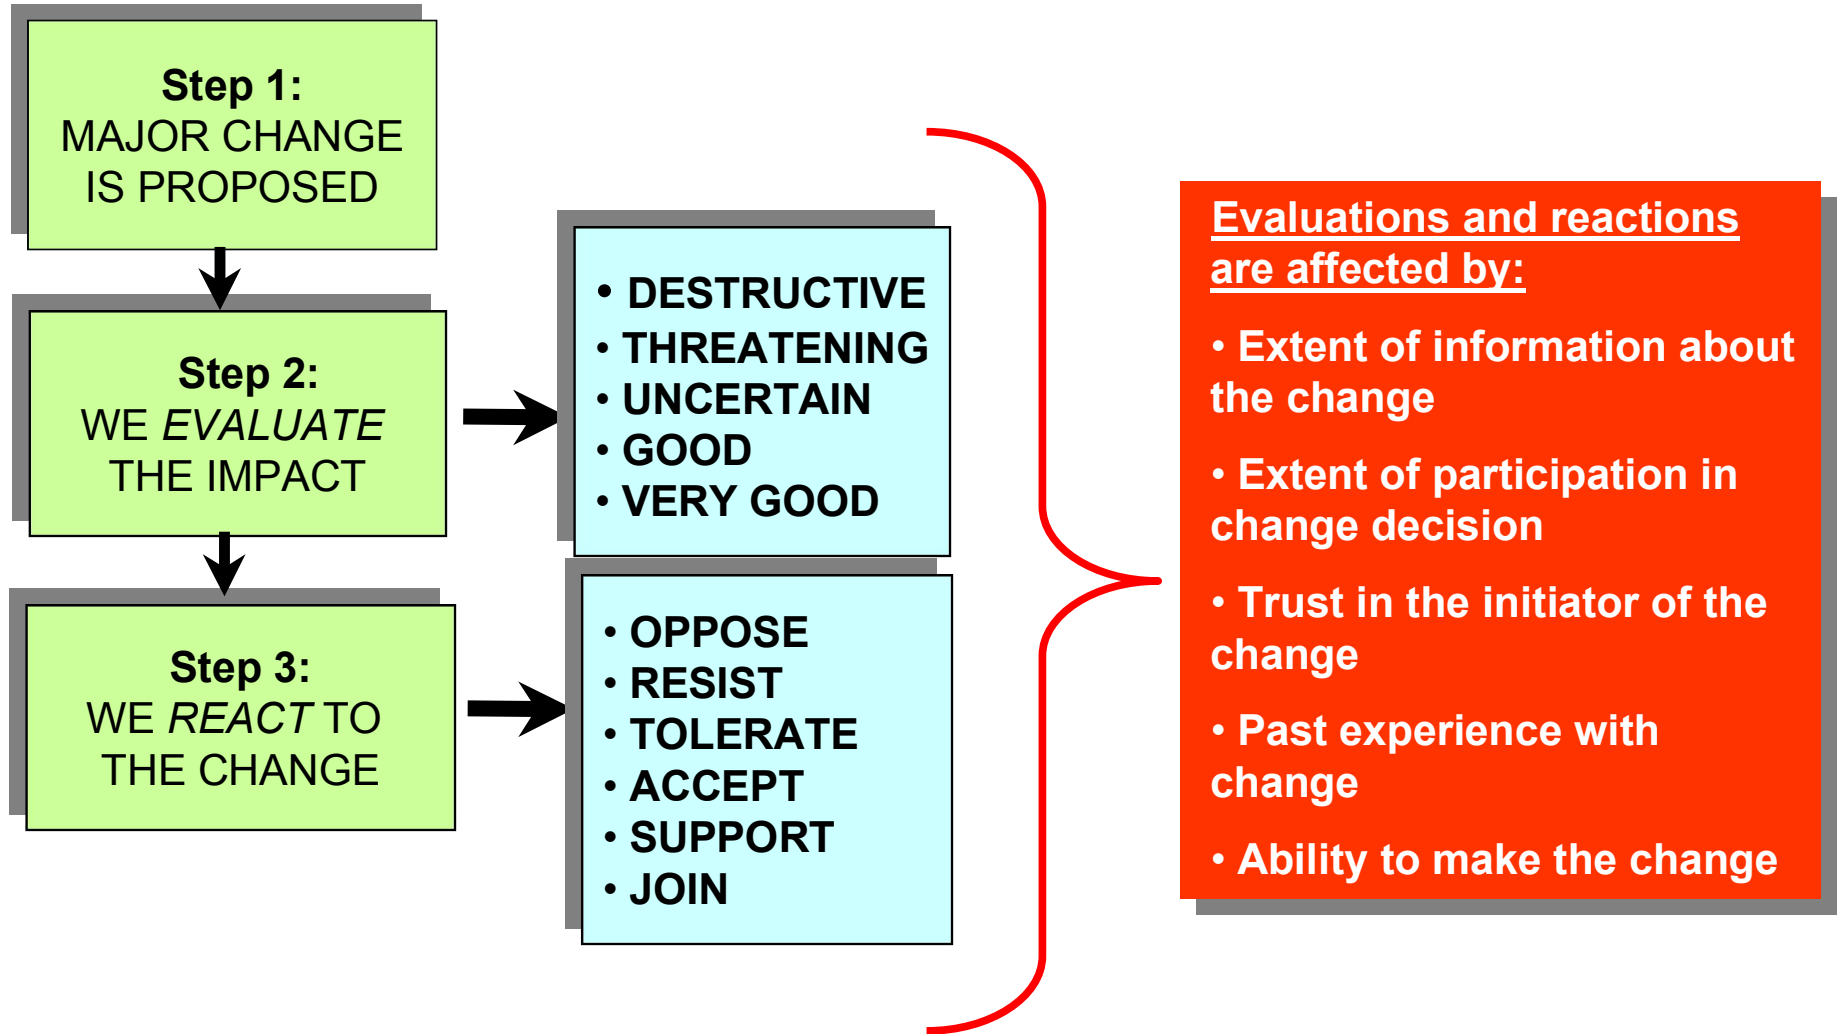 Step 1:
MAJOR CHANGE
IS PROPOSED
Step 2:
WE EVALUATE
THE IMPACT
Step 3:
WE REACT TO
THE CHANGE
• DESTRUCTIVE
• THREATENING
• UNCERTAIN
• GOOD
• VERY GOOD
• OPPOSE
• RESIST
• TOLERATE
• ACCEPT
• SUPPORT
• JOIN
Evaluations and reactions
are affected by:
• Extent of information about
the change
• Extent of participation in
change decision
• Trust in the initiator of the
change
• Past experience with
change
• Ability to make the change